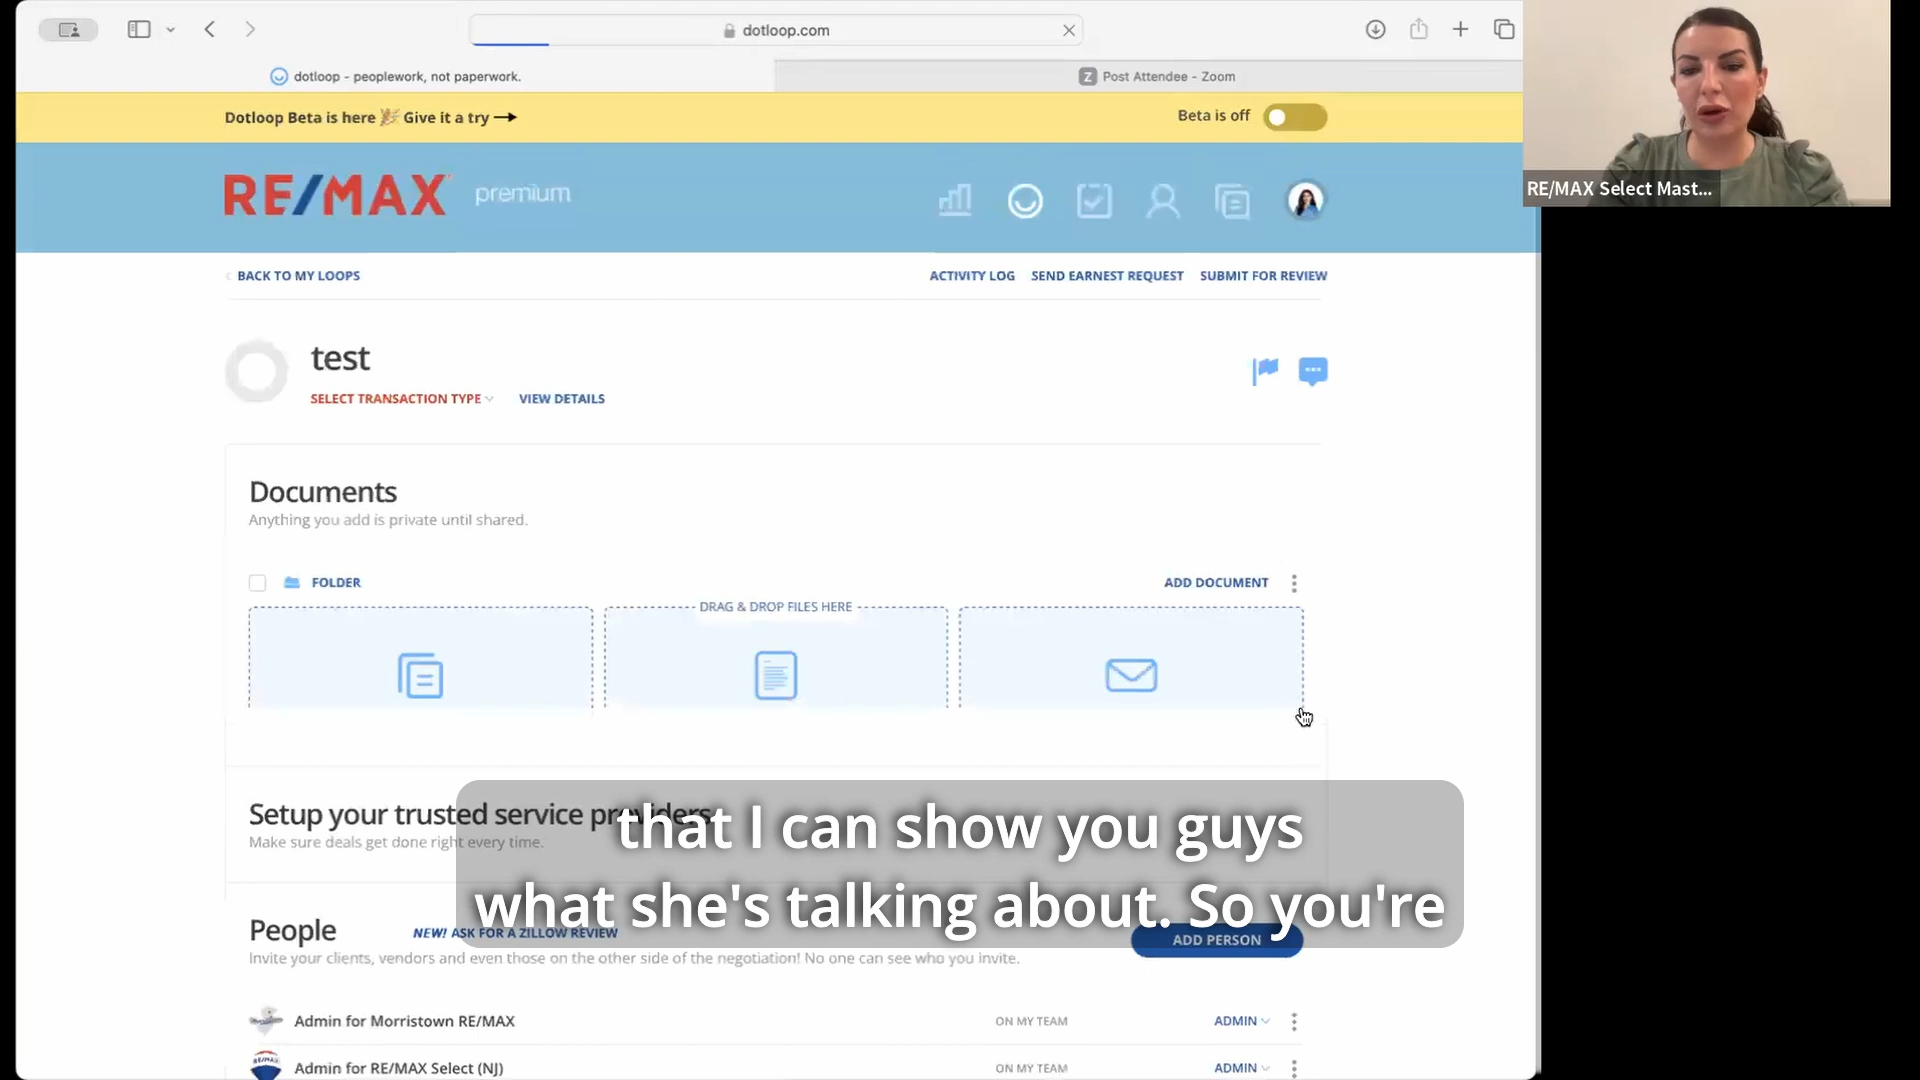 dotloop.com
dotloop - peoplework, not paperwork.
Z Post Attendee - Zoom
Dotloop Beta is here 🎉 Give it a try →
Beta is off
RE/MAX premium
RE/MAX Select Mast...
BACK TO MY LOOPS
ACTIVITY LOG SEND EARNEST REQUEST SUBMIT FOR REVIEW
test
SELECT TRANSACTION TYPE VIEW DETAILS
Documents
Anything you add is private until shared.
FOLDER
ADD DOCUMENT
DRAG & DROP FILES HERE
Setup your trusted service providers
Make sure deals get done right every time.
that I can show you guys
what she's talking about. So you're
People
NEW! ASK FOR A ZILLOW REVIEW
ADD PERSON
Invite your clients, vendors and even those on the other side of the negotiation! No one can see who you invite.
Admin for Morristown RE/MAX ON MY TEAM ADMIN
Admin for RE/MAX Select (NJ) ON MY TEAM ADMIN